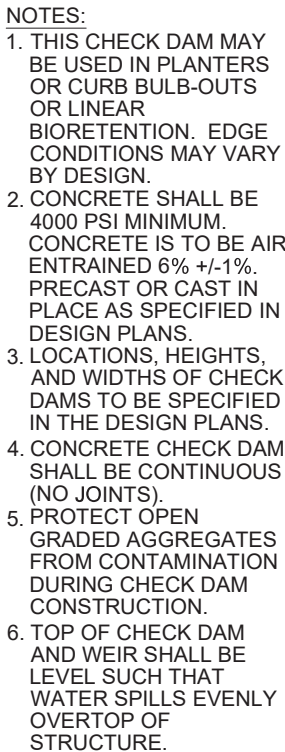 NOTES:
1. THIS CHECK DAM MAY
BE USED IN PLANTERS
OR CURB BULB-OUTS
OR LINEAR
BIORETENTION. EDGE
CONDITIONS MAY VARY
BY DESIGN.
2. CONCRETE SHALL BE
4000 PSI MINIMUM.
CONCRETE IS TO BE AIR
ENTRAINED 6% +/-1%.
PRECAST OR CAST IN
PLACE AS SPECIFIED IN
DESIGN PLANS.
3. LOCATIONS, HEIGHTS,
AND WIDTHS OF CHECK
DAMS TO BE SPECIFIED
IN THE DESIGN PLANS.
4. CONCRETE CHECK DAM
SHALL BE CONTINUOUS
(NO JOINTS).
5. PROTECT OPEN
GRADED AGGREGATES
FROM CONTAMINATION
DURING CHECK DAM
CONSTRUCTION.
6. TOP OF CHECK DAM
AND WEIR SHALL BE
LEVEL SUCH THAT
WATER SPILLS EVENLY
OVERTOP OF
STRUCTURE.